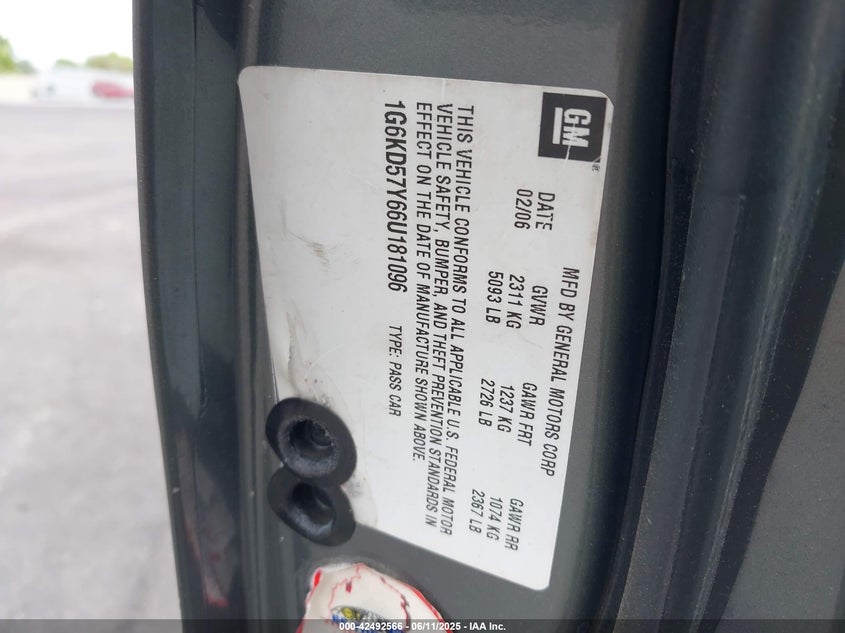 GM
®
MFD BY GENERAL MOTORS CORP
DATE GVWR GAWR FRT GAWR RR
02/06 2311 KG 1237 KG 1074 KG
5093 LB 2726 LB 2367 LB
THIS VEHICLE CONFORMS TO ALL APPLICABLE U.S. FEDERAL MOTOR
VEHICLE SAFETY, BUMPER, AND THEFT PREVENTION STANDARDS IN
EFFECT ON THE DATE OF MANUFACTURE SHOWN ABOVE.
1G6KD57Y66U181096 TYPE: PASS CAR
000-42492566 - 06/11/2025 - IAA Inc.